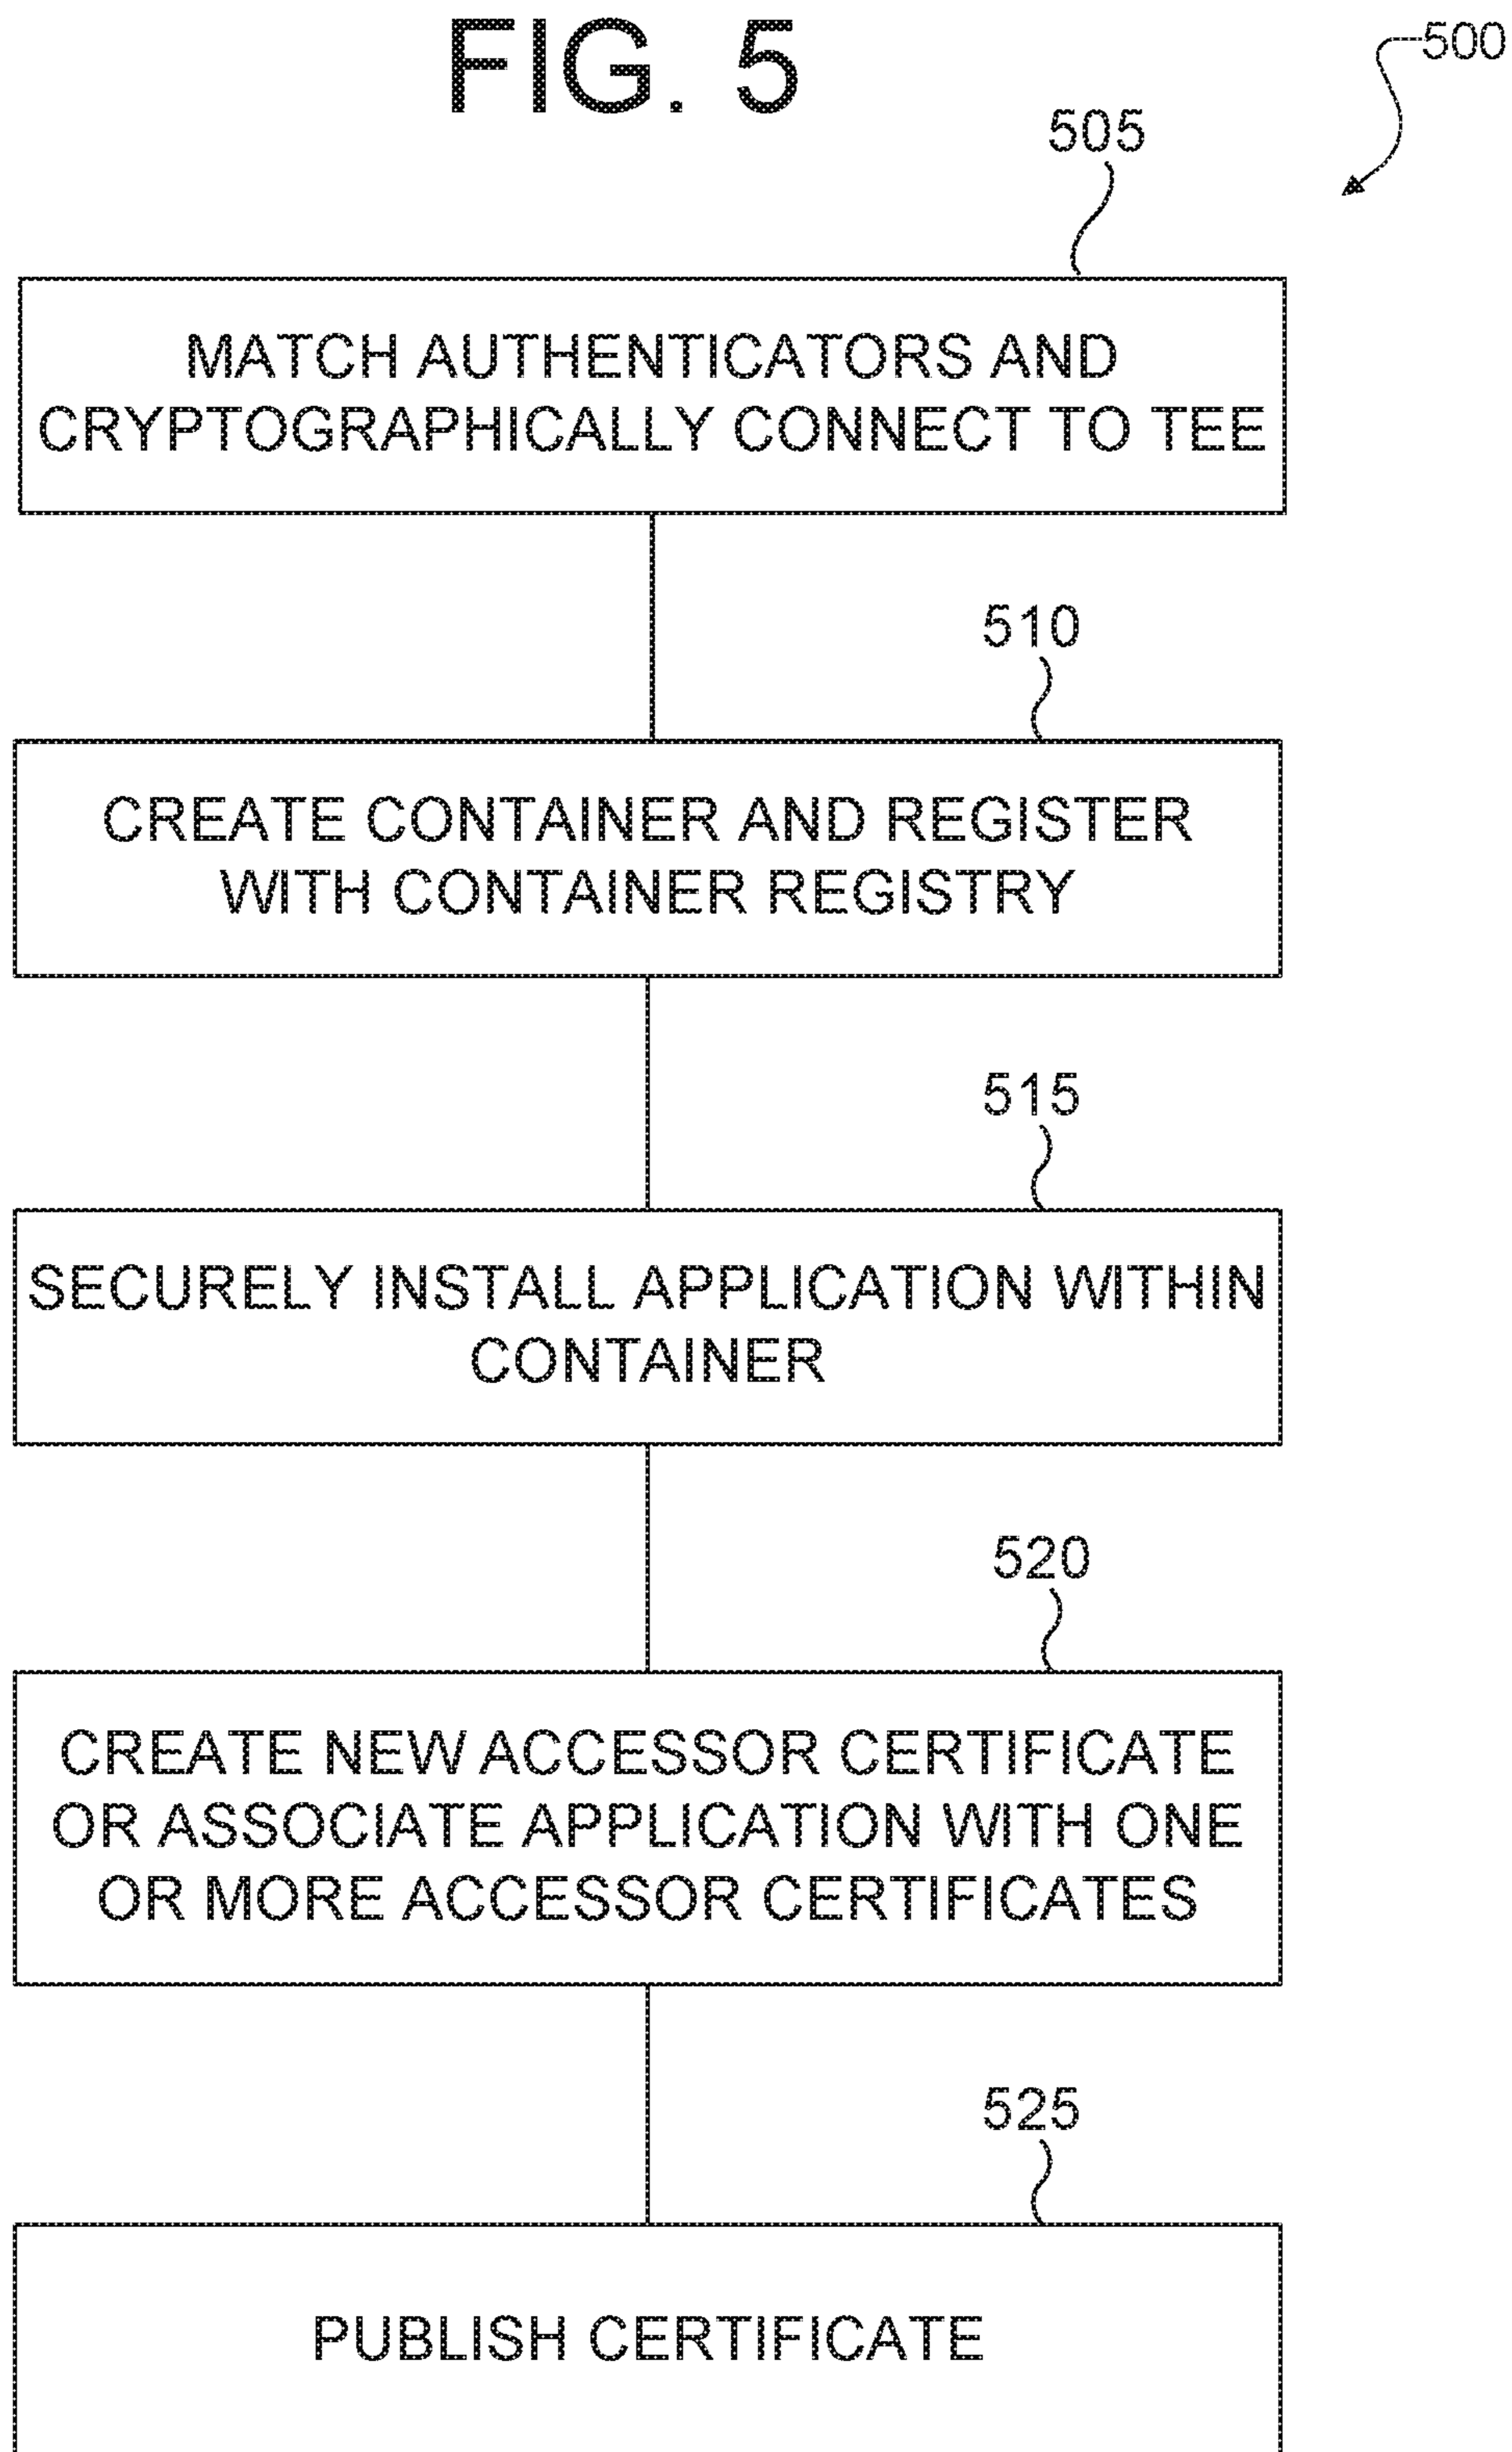 FIG. 5
500
505
MATCH AUTHENTICATORS AND
CRYPTOGRAPHICALLY CONNECT TO TEE
510
CREATE CONTAINER AND REGISTER
WITH CONTAINER REGISTRY
515
SECURELY INSTALL APPLICATION WITHIN
CONTAINER
520
CREATE NEW ACCESSOR CERTIFICATE
OR ASSOCIATE APPLICATION WITH ONE
OR MORE ACCESSOR CERTIFICATES
525
PUBLISH CERTIFICATE